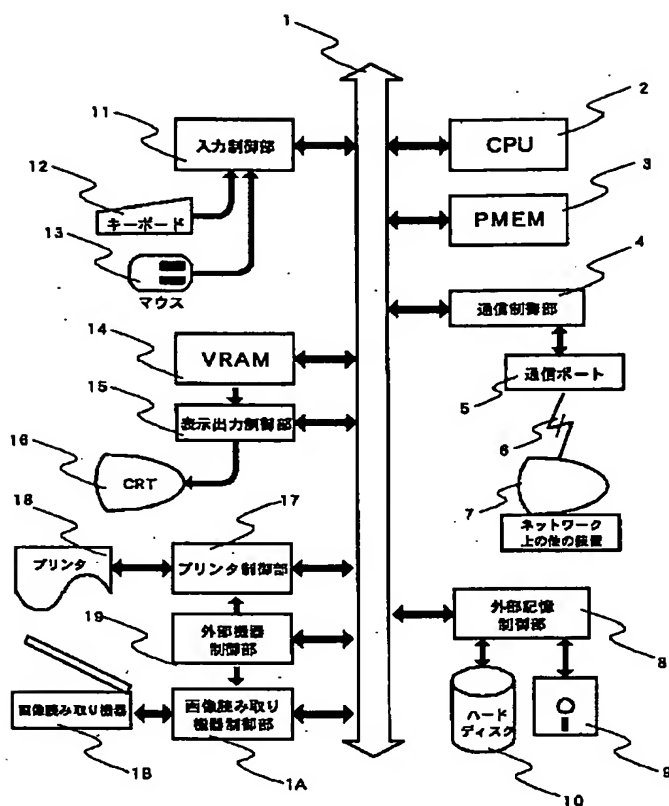 1
11
入力制御部
2
CPU
12
キーボード
3
PMEM
13
マウス
4
通信制御部
14
VRAM
5
通信ポート
15
表示出力制御部
6
16
CRT
7
ネットワーク
上の他の装置
17
18
プリンタ
プリンタ制御部
外部記憶
制御部
8
19
外部機器
制御部
画像読み取り機器
1B
画像読み取り
機器制御部
1A
ハード
ディスク
10
9